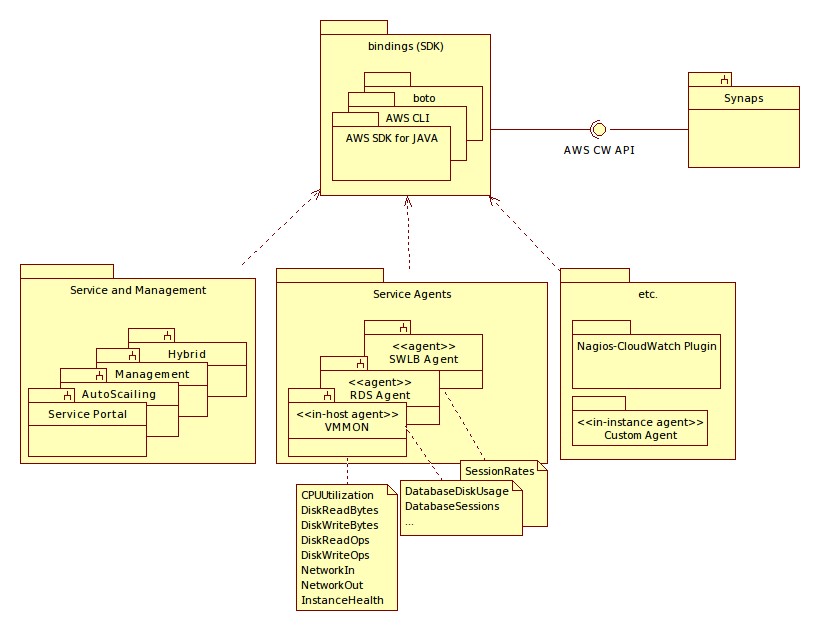 bindings (SDK)
boto
AWS CLI
AWS SDK for JAVA
AWS CW API
Synaps
Service and Management
Hybrid
Management
AutoScailing
Service Portal
Service Agents
<<agent>>
SWLB Agent
<<agent>>
RDS Agent
<<in-host agent>>
VMMON
etc.
Nagios-CloudWatch Plugin
<<in-instance agent>>
Custom Agent
SessionRates
DatabaseDiskUsage
DatabaseSessions
...
CPUUtilization
DiskReadBytes
DiskWriteBytes
DiskReadOps
DiskWriteOps
NetworkIn
NetworkOut
InstanceHealth